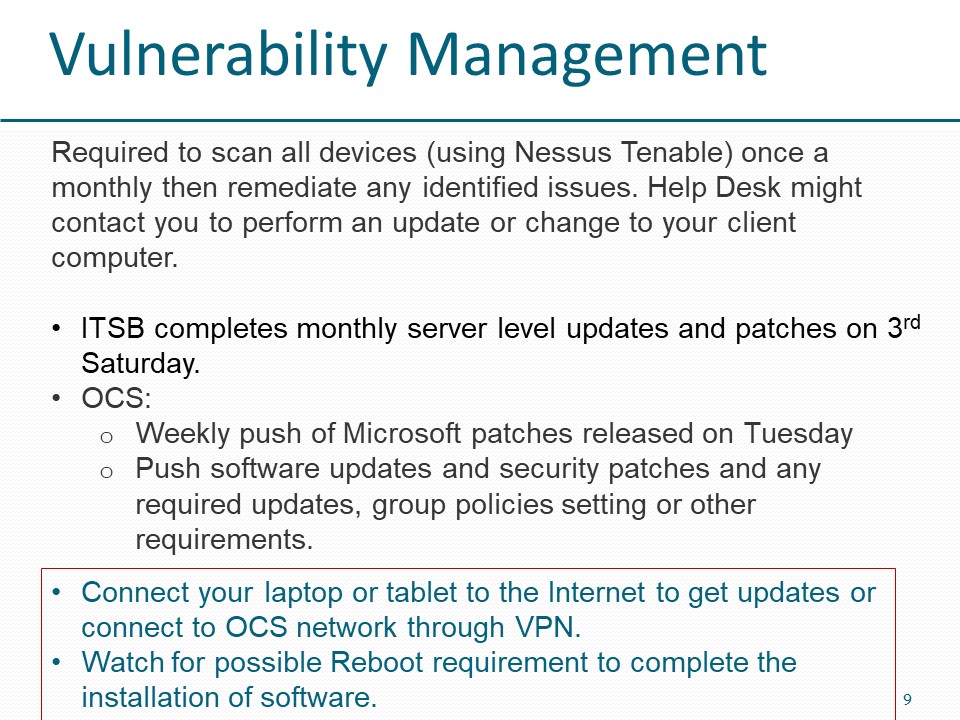 Vulnerability Management
Required to scan all devices (using Nessus Tenable) once a
monthly then remediate any identified issues. Help Desk might
contact you to perform an update or change to your client
computer.
• ITSB completes monthly server level updates and patches on 3rd
Saturday.
• OCS:
o Weekly push of Microsoft patches released on Tuesday
o Push software updates and security patches and any
required updates, group policies setting or other
requirements.
• Connect your laptop or tablet to the Internet to get updates or
connect to OCS network through VPN.
• Watch for possible Reboot requirement to complete the
installation of software.
9